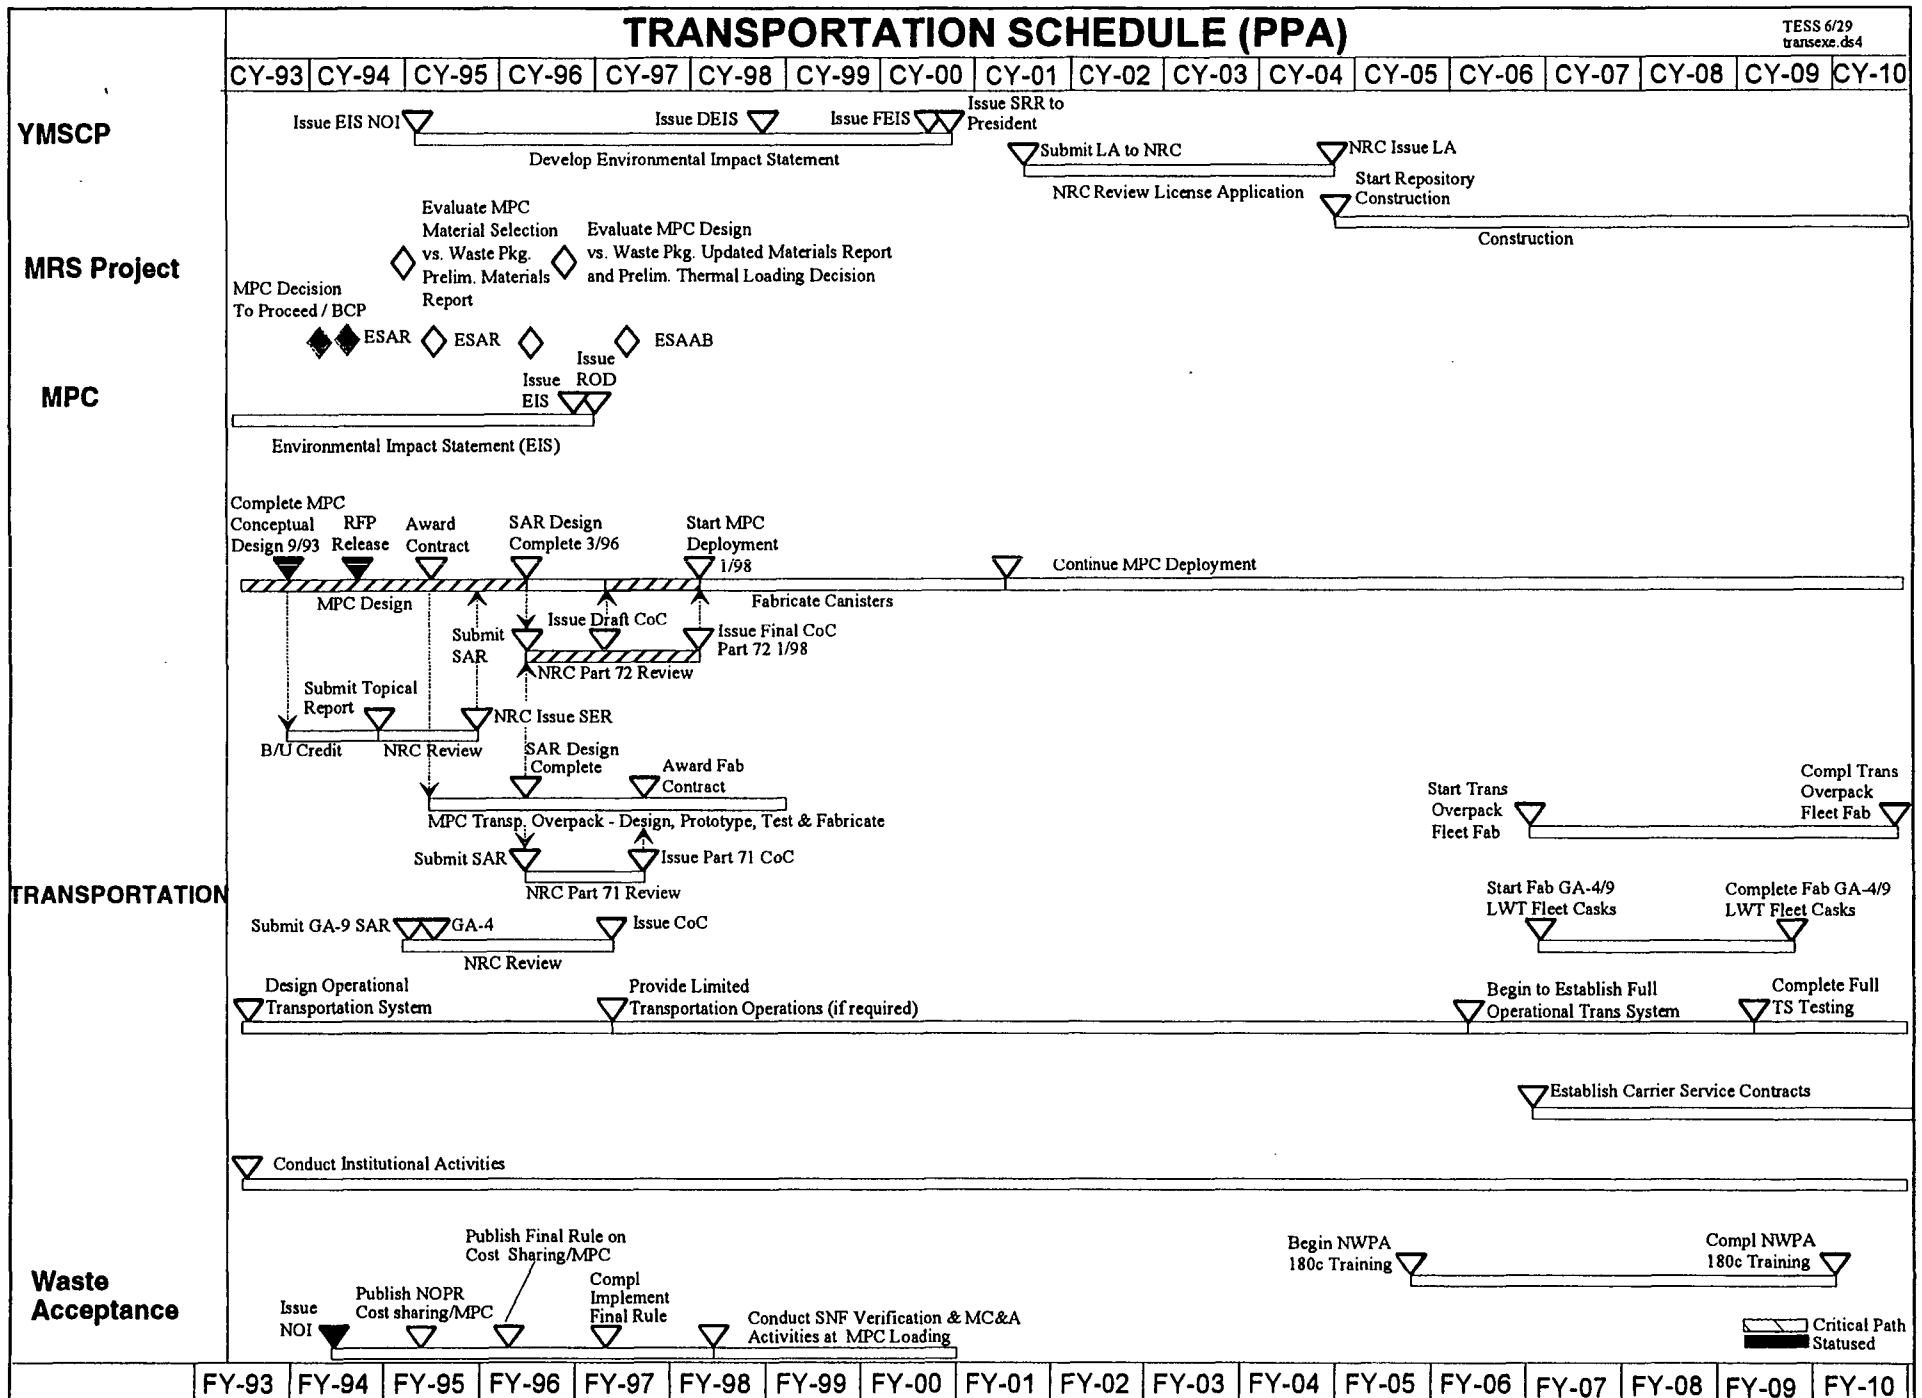 TRANSPORTATION SCHEDULE (PPA)
TESS 6/29
transexe.ds4
CY-93 CY-94 CY-95 CY-96 CY-97 CY-98 CY-99 CY-00 CY-01 CY-02 CY-03 CY-04 CY-05 CY-06 CY-07 CY-08 CY-09 CY-10
YMSCP
Issue EIS NOI
Issue DEIS
Issue FEIS
Issue SRR to
President
Develop Environmental Impact Statement
Submit LA to NRC
NRC Issue LA
NRC Review License Application
Start Repository
Construction
Construction
MRS Project
Evaluate MPC
Material Selection
vs. Waste Pkg.
Prelim. Materials
Report
Evaluate MPC Design
vs. Waste Pkg. Updated Materials Report
and Prelim. Thermal Loading Decision
MPC Decision
To Proceed / BCP
ESAR
ESAR
ESAAB
MPC
Issue
EIS
Issue
ROD
Environmental Impact Statement (EIS)
Complete MPC
Conceptual
Design 9/93
RFP
Release
Award
Contract
SAR Design
Complete 3/96
Start MPC
Deployment
1/98
Continue MPC Deployment
MPC Design
Fabricate Canisters
Submit
SAR
Issue Draft CoC
Issue Final CoC
Part 72 1/98
NRC Part 72 Review
Submit Topical
Report
NRC Issue SER
B/U Credit
NRC Review
SAR Design
Complete
Award Fab
Contract
MPC Transp. Overpack - Design, Prototype, Test & Fabricate
Start Trans
Overpack
Fleet Fab
Compl Trans
Overpack
Fleet Fab
Submit SAR
Issue Part 71 CoC
NRC Part 71 Review
TRANSPORTATION
Submit GA-9 SAR
GA-4
Issue CoC
NRC Review
Start Fab GA-4/9
LWT Fleet Casks
Complete Fab GA-4/9
LWT Fleet Casks
Design Operational
Transportation System
Provide Limited
Transportation Operations (if required)
Begin to Establish Full
Operational Trans System
Complete Full
TS Testing
Establish Carrier Service Contracts
Conduct Institutional Activities
Waste
Acceptance
Issue
NOI
Publish NOPR
Cost sharing/MPC
Publish Final Rule on
Cost Sharing/MPC
Compl
Implement
Final Rule
Conduct SNF Verification & MC&A
Activities at MPC Loading
Begin NWPA
180c Training
Compl NWPA
180c Training
Critical Path
Statused
FY-93 FY-94 FY-95 FY-96 FY-97 FY-98 FY-99 FY-00 FY-01 FY-02 FY-03 FY-04 FY-05 FY-06 FY-07 FY-08 FY-09 FY-10